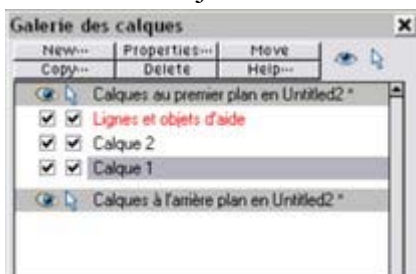 Galerie des calques
New... Properties... Move
Copy... Delete Help...
Calques au premier plan en Untitled2 *
Lignes et objets d'aide
Calque 2
Calque 1
Calques à l'arrière plan en Untitled2 *